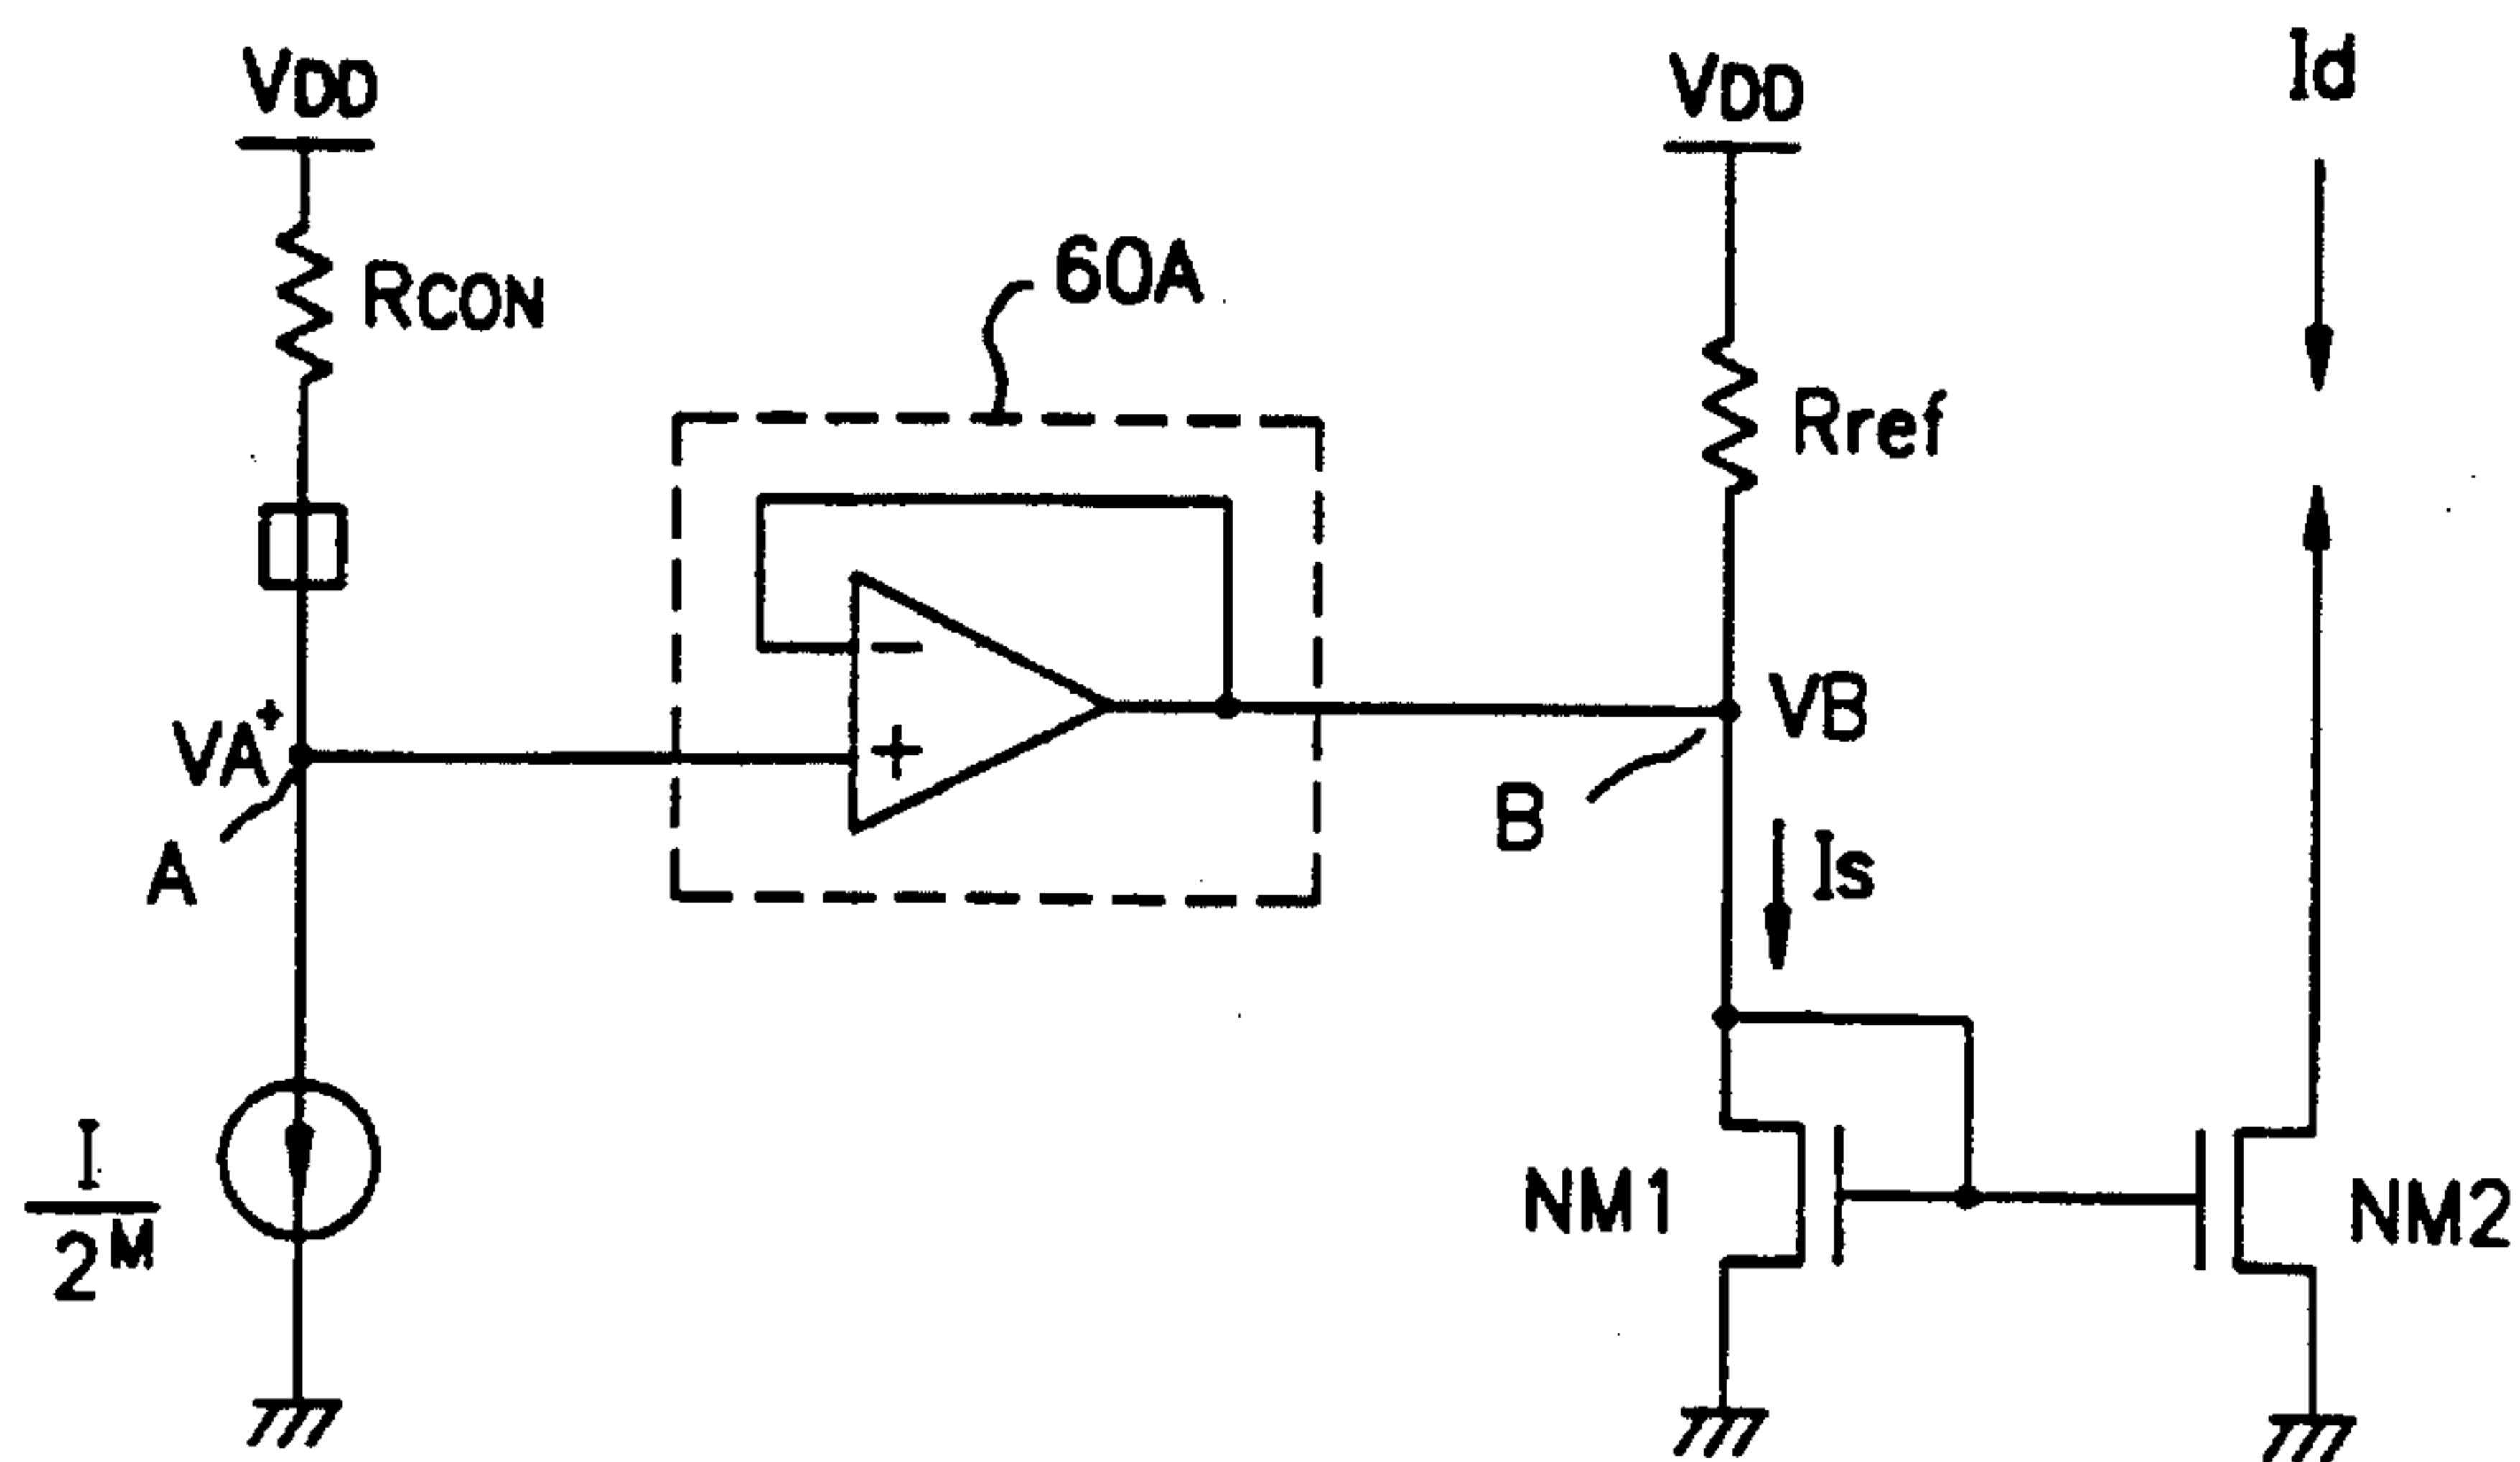 VDD
VDD
Id
RCON
60A
Rref
−
VA
+
VB
A
B
Is
I
2M
NM1
NM2